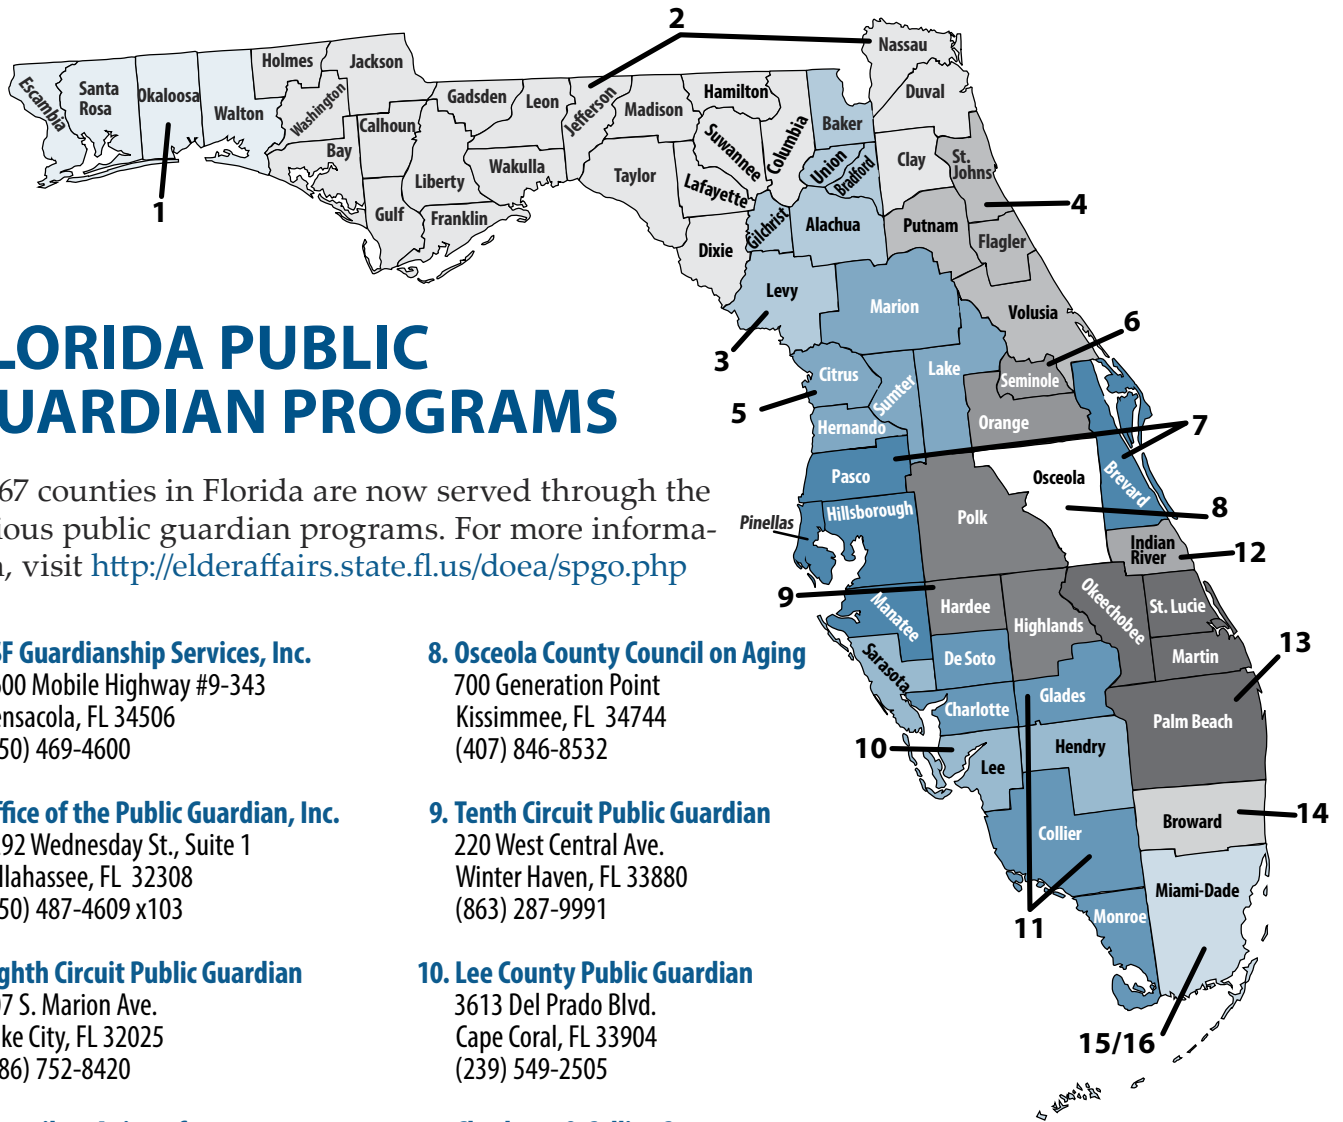 2
Nassau
Holmes
Jackson
Escambia
Santa
Rosa
Okaloosa
Walton
Washington
Gadsden
Leon
Jefferson
Madison
Hamilton
Duval
Calhoun
Suwannee
Columbia
Baker
Bay
Liberty
Wakulla
Taylor
Lafayette
Union
Bradford
Clay
St.
Johns
1
Gulf
Franklin
Dixie
Gilchrist
Alachua
Putnam
4
Flagler
Levy
Marion
Volusia
3
6
LORIDA PUBLIC
UARDIAN PROGRAMS
Citrus
Sumter
Lake
Seminole
5
Hernando
Orange
7
67 counties in Florida are now served through the
ious public guardian programs. For more informa-
, visit http://elderaffairs.state.fl.us/doea/spgo.php
Pasco
Osceola
Brevard
Pinellas
Hillsborough
Polk
8
Indian
River
12
9
Manatee
Hardee
Highlands
Okeechobee
St. Lucie
Sarasota
De Soto
Martin
13
Charlotte
Glades
Palm Beach
10
Lee
Hendry
Collier
Broward
14
11
Monroe
Miami-Dade
15/16
F Guardianship Services, Inc.
00 Mobile Highway #9-343
ensacola, FL 34506
50) 469-4600
ffice of the Public Guardian, Inc.
92 Wednesday St., Suite 1
llahassee, FL 32308
50) 487-4609 x103
ghth Circuit Public Guardian
7 S. Marion Ave.
ke City, FL 32025
86) 752-8420
8. Osceola County Council on Aging
700 Generation Point
Kissimmee, FL 34744
(407) 846-8532
9. Tenth Circuit Public Guardian
220 West Central Ave.
Winter Haven, FL 33880
(863) 287-9991
10. Lee County Public Guardian
3613 Del Prado Blvd.
Cape Coral, FL 33904
(239) 549-2505